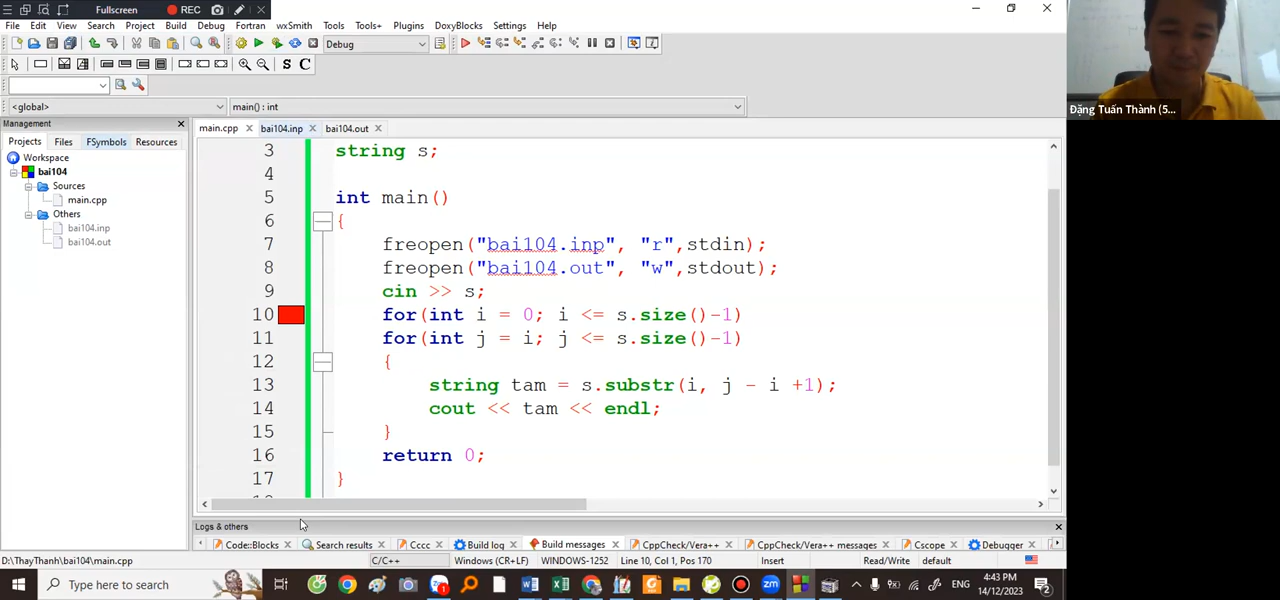 Fullscreen REC
File Edit View Search Project Build Debug Fortran wxSmith Tools Tools+ Plugins DoxyBlocks Settings Help
Debug
S C
<global> main() : int
Management
Projects Files FSymbols Resources
Workspace
bai104
Sources
main.cpp
Others
bai104.inp
bai104.out
main.cpp bai104.inp bai104.out
3 string s;
4
5 int main()
6 {
7 freopen("bai104.inp", "r",stdin);
8 freopen("bai104.out", "w",stdout);
9 cin >> s;
10 for(int i = 0; i <= s.size()-1)
11 for(int j = i; j <= s.size()-1)
12 {
13 string tam = s.substr(i, j - i +1);
14 cout << tam << endl;
15 }
16 return 0;
17 }
Đặng Tuấn Thành (5...
Logs & others
Code::Blocks Search results Cccc Build log Build messages CppCheck/Vera++ CppCheck/Vera++ messages Cscope Debugger
D:\ThayThanh\bai104\main.cpp C/C++ Windows (CR+LF) WINDOWS-1252 Line 10, Col 1, Pos 170 Insert Read/Write default
Type here to search
zm
ENG
4:43 PM
14/12/2023
2